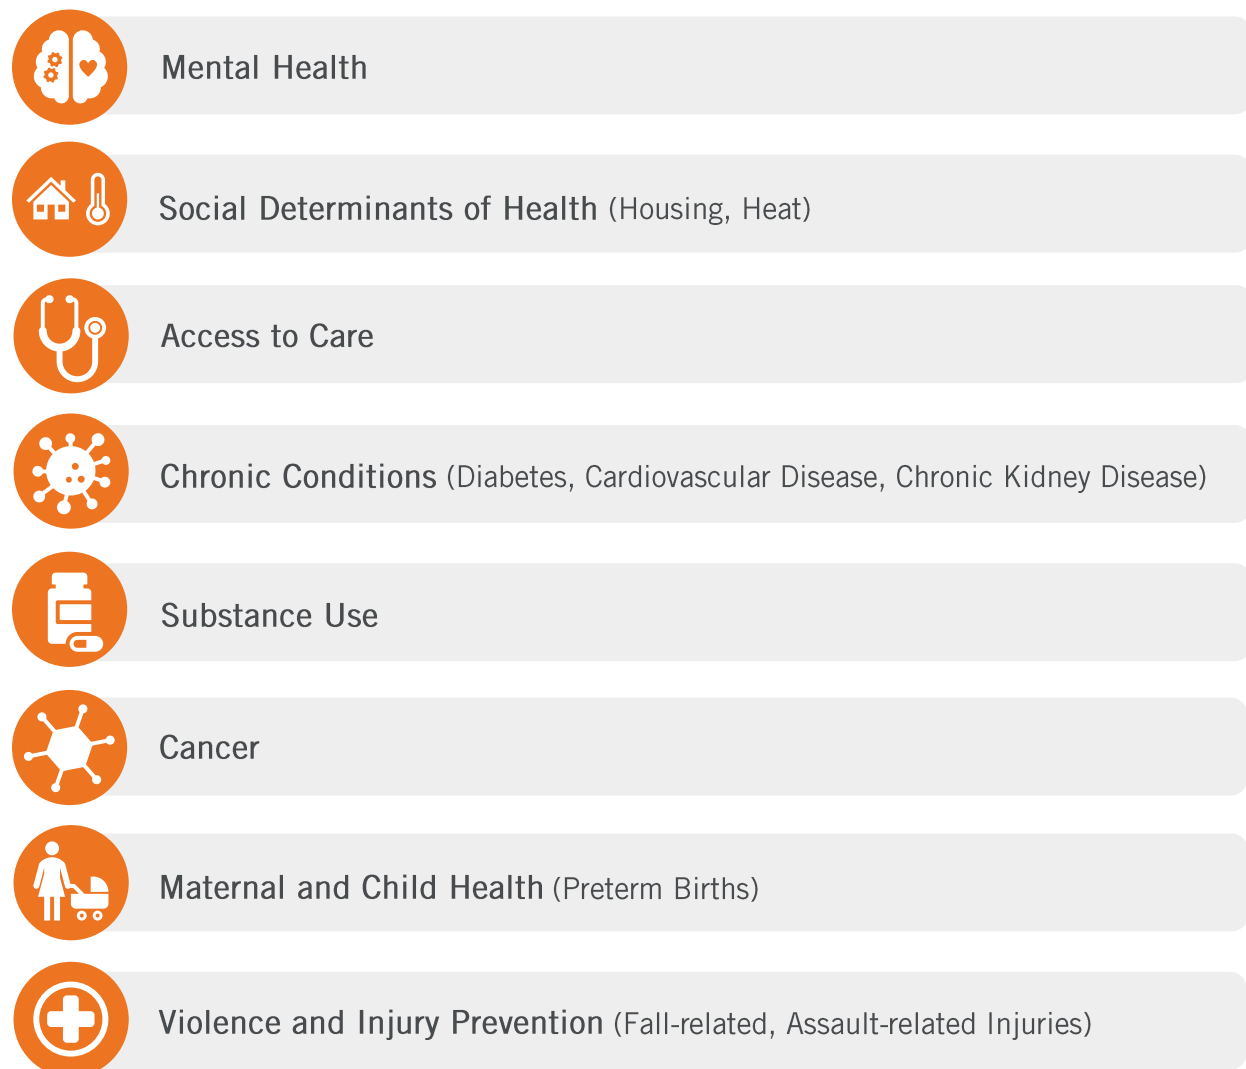 Mental Health
Social Determinants of Health (Housing, Heat)
Access to Care
Chronic Conditions (Diabetes, Cardiovascular Disease, Chronic Kidney Disease)
Substance Use
Cancer
Maternal and Child Health (Preterm Births)
Violence and Injury Prevention (Fall-related, Assault-related Injuries)